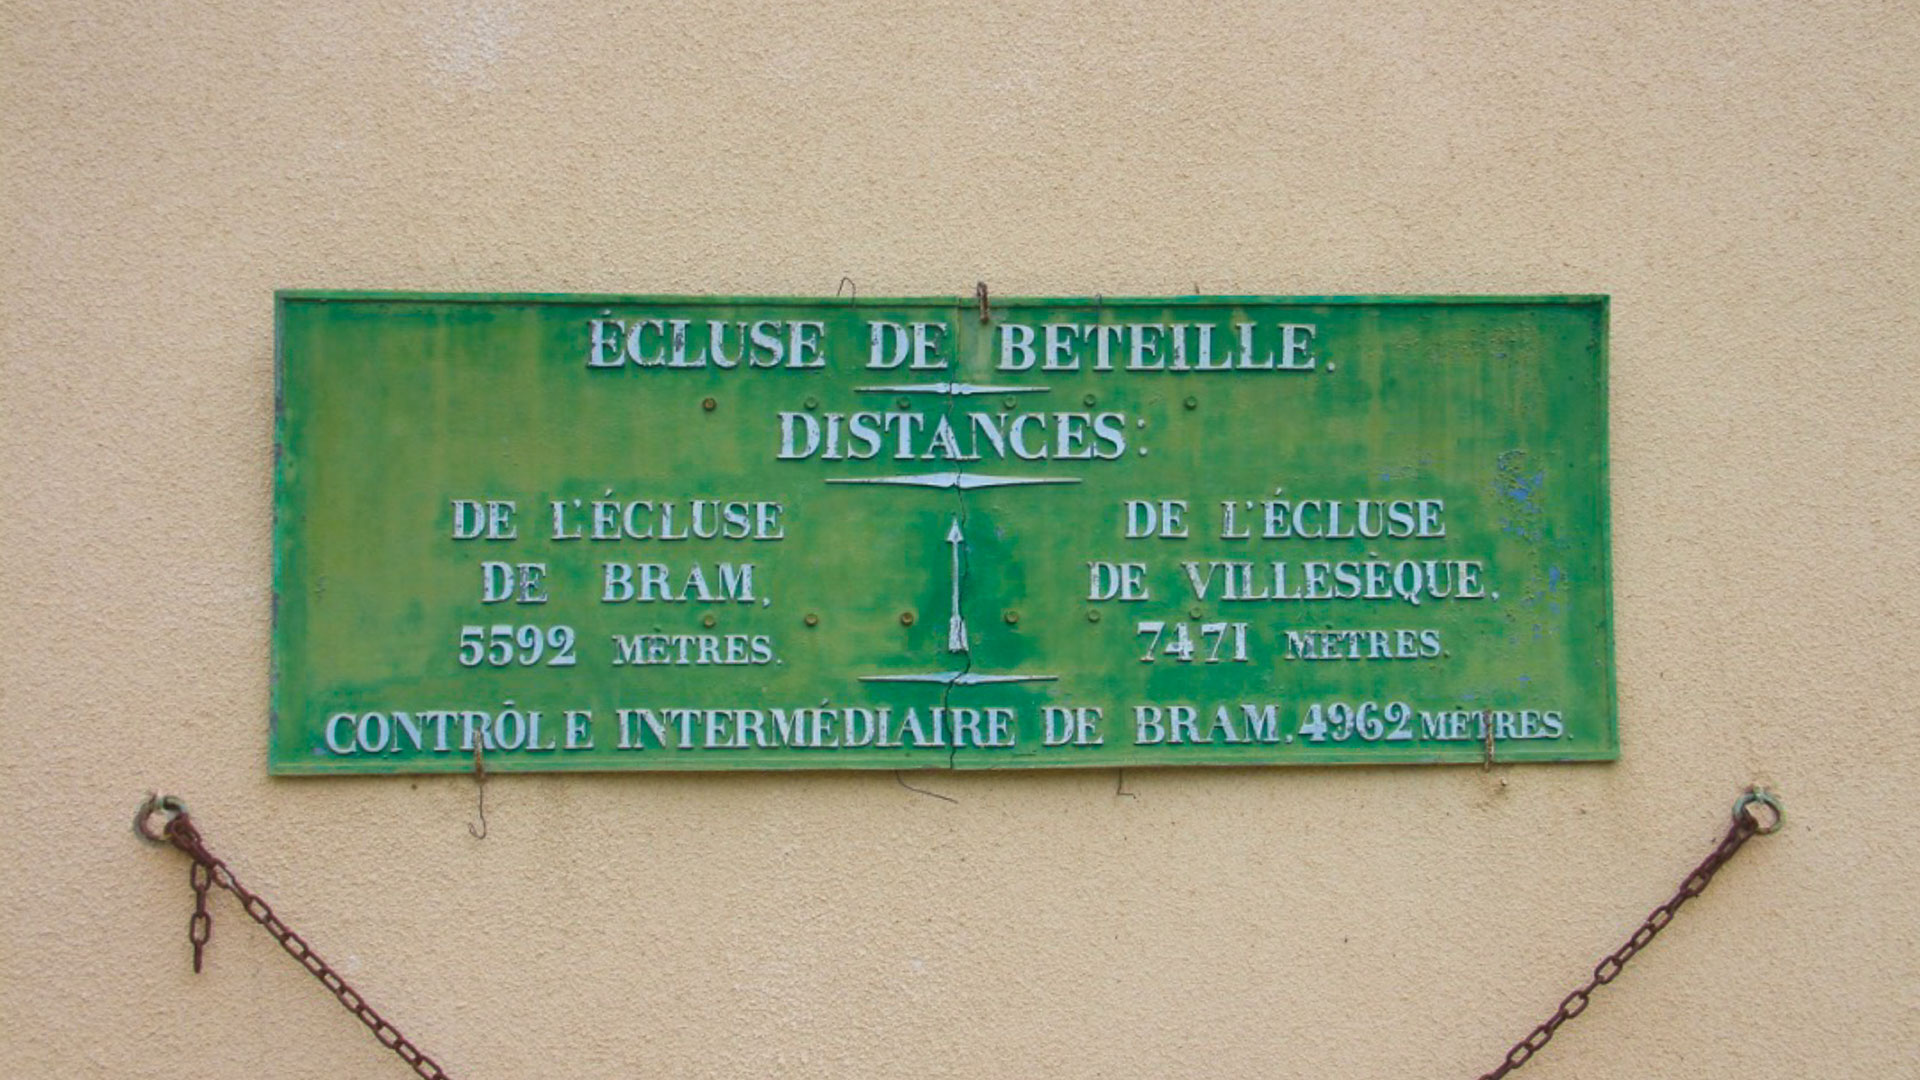 ÉCLUSE DE BETEILLE.
DISTANCES:
DE L'ÉCLUSE
DE BRAM,
5592 MÈTRES.
DE L'ÉCLUSE
DE VILLESÈQUE.
7471 MÈTRES.
CONTRÔLE INTERMÉDIAIRE DE BRAM, 4962 MÈTRES.